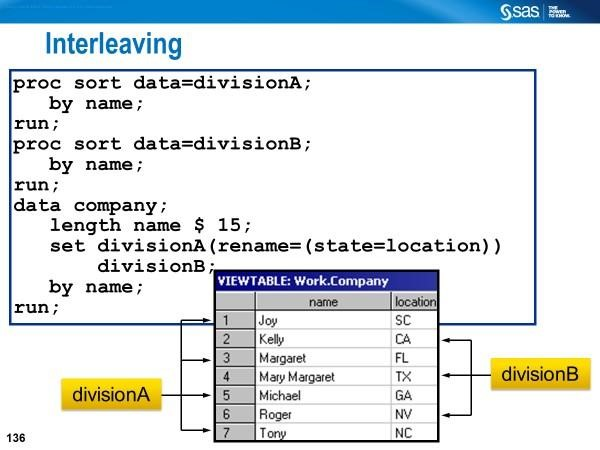 sas THE POWER TO KNOW.
Interleaving
proc sort data=divisionA;
by name;
run;
proc sort data=divisionB;
by name;
run;
data company;
length name $ 15;
set divisionA(rename=(state=location))
divisionB;
by name;
run;
VIEWTABLE: Work.Company
name location
1 Joy SC
2 Kelly CA
3 Margaret FL
4 Mary Margaret TX
5 Michael GA
6 Roger NV
7 Tony NC
divisionA
divisionB
136